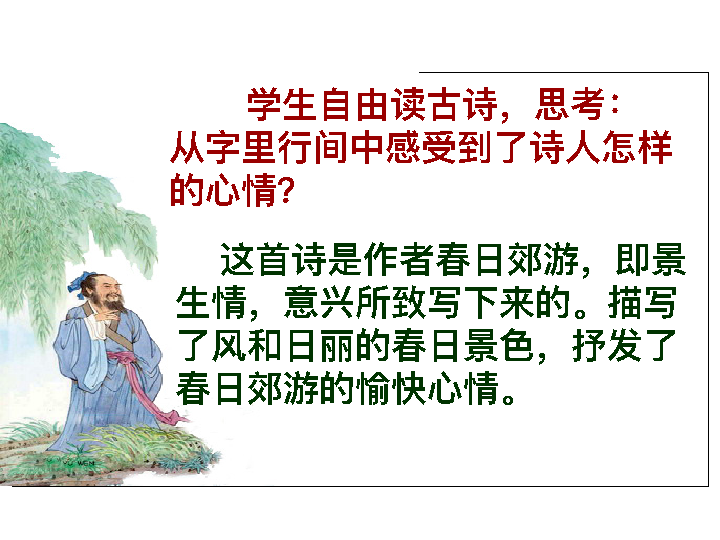 学生自由读古诗，思考：
从字里行间中感受到了诗人怎样
的心情？
这首诗是作者春日郊游，即景
生情，意兴所致写下来的。描写
了风和日丽的春日景色，抒发了
春日郊游的愉快心情。
YU WEN